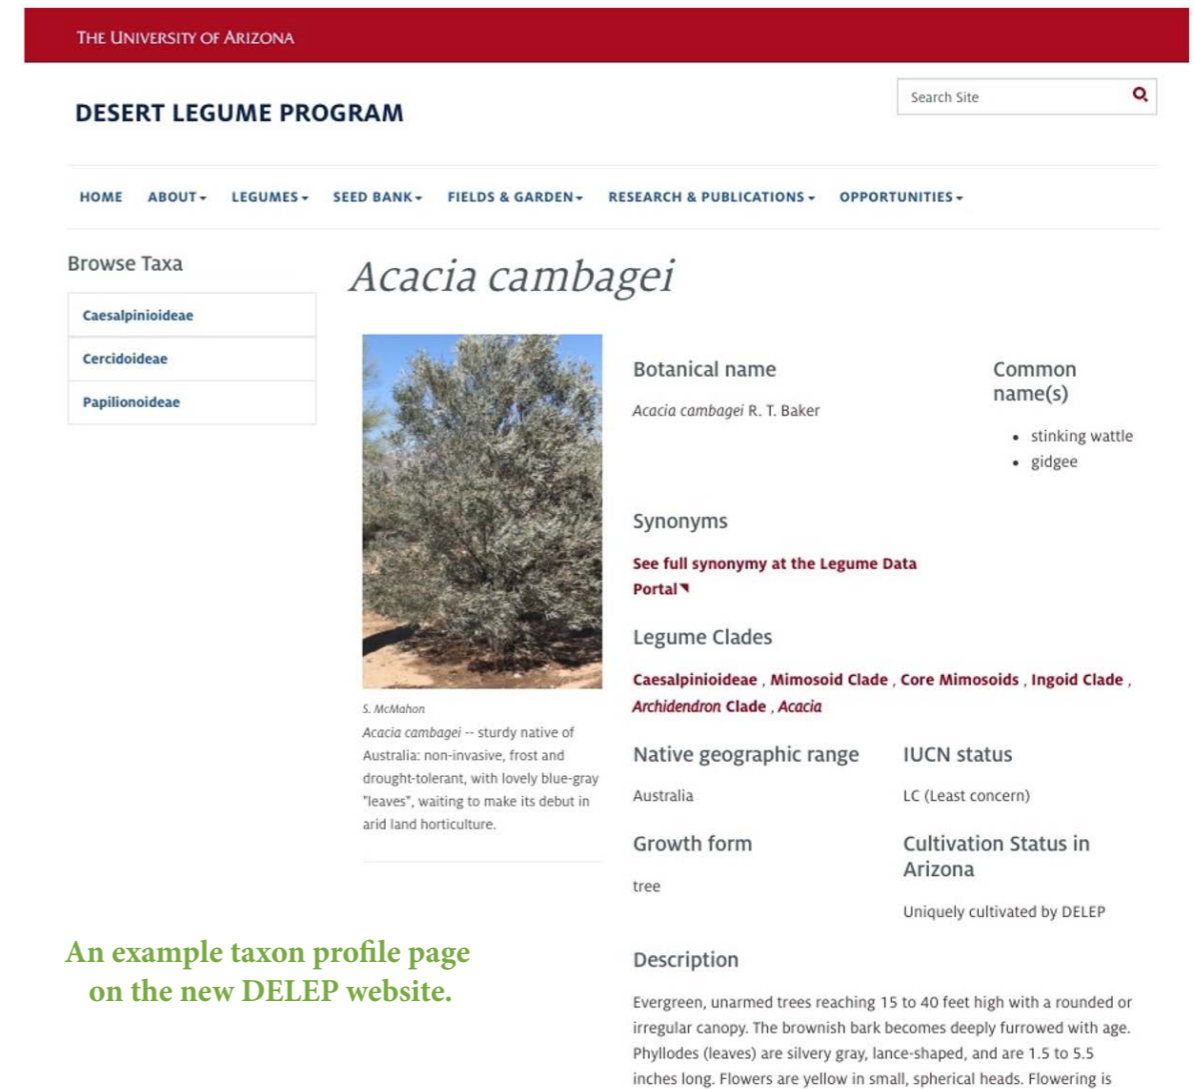 THE UNIVERSITY OF ARIZONA
DESERT LEGUME PROGRAM
Search Site
HOME ABOUT LEGUMES SEED BANK FIELDS & GARDEN RESEARCH & PUBLICATIONS OPPORTUNITIES
Browse Taxa
Caesalpinioideae
Cercidoideae
Papilionoideae
Acacia cambagei
S. McMahon
Acacia cambagei -- sturdy native of
Australia: non-invasive, frost and
drought-tolerant, with lovely blue-gray
"leaves", waiting to make its debut in
arid land horticulture.
Botanical name
Acacia cambagei R. T. Baker
Common
name(s)
• stinking wattle
• gidgee
Synonyms
See full synonymy at the Legume Data
Portal
Legume Clades
Caesalpinioideae , Mimosoid Clade , Core Mimosoids , Ingoid Clade ,
Archidendron Clade , Acacia
Native geographic range
Australia
IUCN status
LC (Least concern)
Growth form
tree
Cultivation Status in
Arizona
Uniquely cultivated by DELEP
Description
Evergreen, unarmed trees reaching 15 to 40 feet high with a rounded or
irregular canopy. The brownish bark becomes deeply furrowed with age.
Phyllodes (leaves) are silvery gray, lance-shaped, and are 1.5 to 5.5
inches long. Flowers are yellow in small, spherical heads. Flowering is
An example taxon profile page
on the new DELEP website.